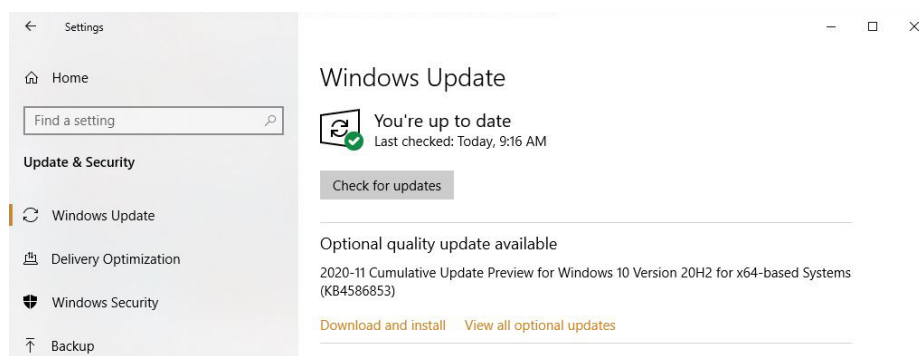 Settings
Home
Find a setting
Update & Security
Windows Update
Delivery Optimization
Windows Security
Backup
Windows Update
You're up to date
Last checked: Today, 9:16 AM
Check for updates
Optional quality update available
2020-11 Cumulative Update Preview for Windows 10 Version 20H2 for x64-based Systems
(KB4586853)
Download and install View all optional updates